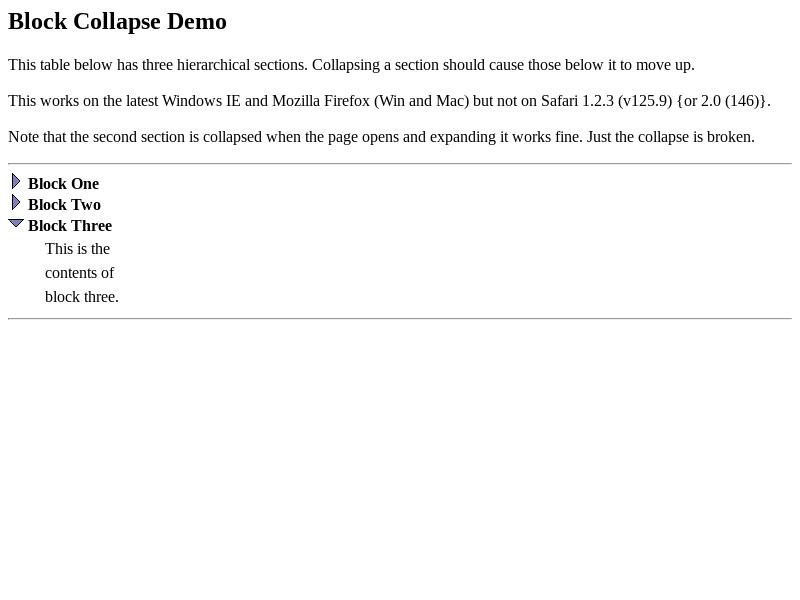 Block Collapse Demo
This table below has three hierarchical sections. Collapsing a section should cause those below it to move up.
This works on the latest Windows IE and Mozilla Firefox (Win and Mac) but not on Safari 1.2.3 (v125.9) {or 2.0 (146)}.
Note that the second section is collapsed when the page opens and expanding it works fine. Just the collapse is broken.
Block One
Block Two
Block Three
This is the
contents of
block three.